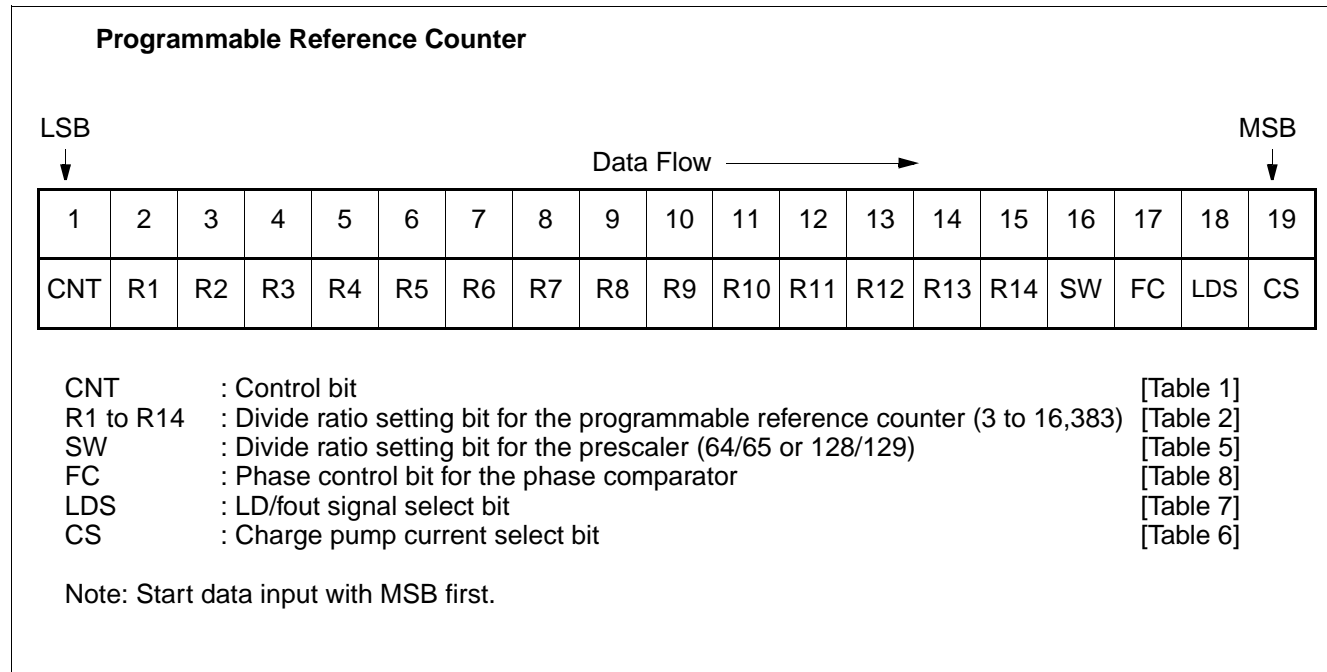 Programmable Reference Counter
LSB MSB
Data Flow
1 2 3 4 5 6 7 8 9 10 11 12 13 14 15 16 17 18 19
CNT R1 R2 R3 R4 R5 R6 R7 R8 R9 R10 R11 R12 R13 R14 SW FC LDS CS
CNT : Control bit [Table 1]
R1 to R14 : Divide ratio setting bit for the programmable reference counter (3 to 16,383) [Table 2]
SW : Divide ratio setting bit for the prescaler (64/65 or 128/129) [Table 5]
FC : Phase control bit for the phase comparator [Table 8]
LDS : LD/fout signal select bit [Table 7]
CS : Charge pump current select bit [Table 6]
Note: Start data input with MSB first.